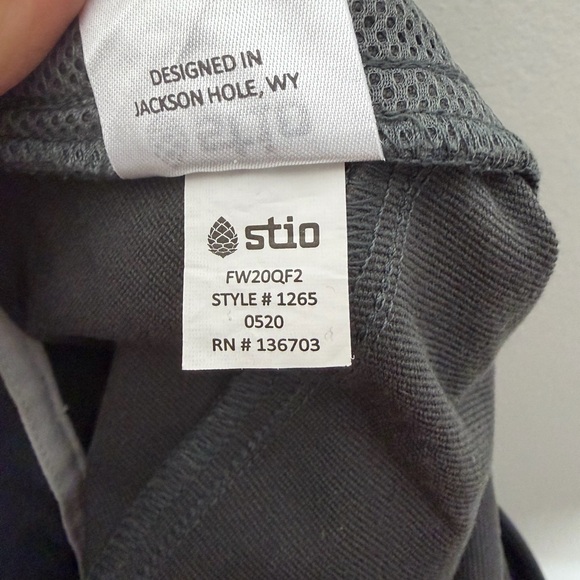 DESIGNED IN
JACKSON HOLE, WY
stio
FW20QF2
STYLE # 1265
0520
RN # 136703